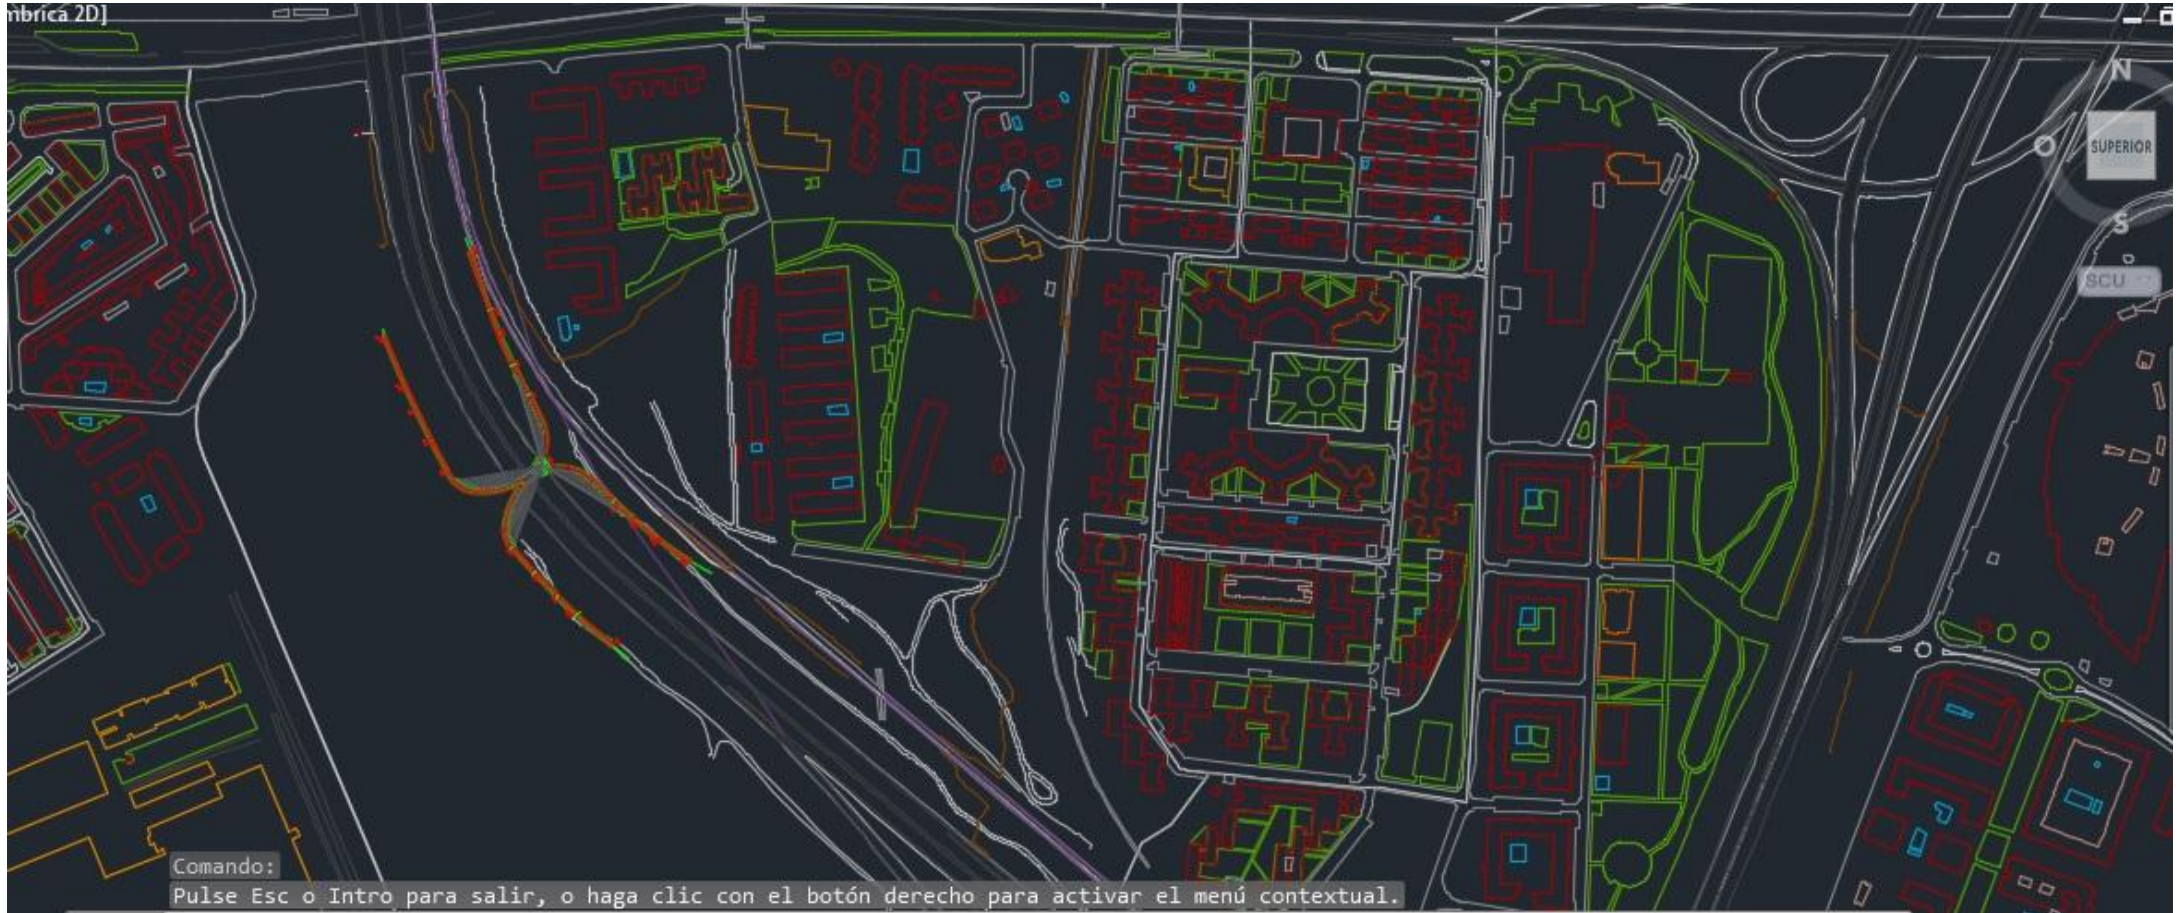 mbrica 2D]
N
O
SUPERIOR
S
SCU
Comando:
Pulse Esc o Intro para salir, o haga clic con el botón derecho para activar el menú contextual.